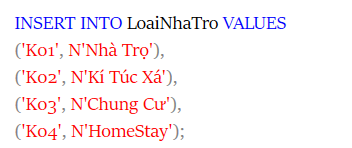 INSERT INTO LoaiNhaTro VALUES
('K01', N'Nhà Trọ'),
('K02', N'Kí Túc Xá'),
('K03', N'Chung Cư'),
('K04', N'HomeStay');